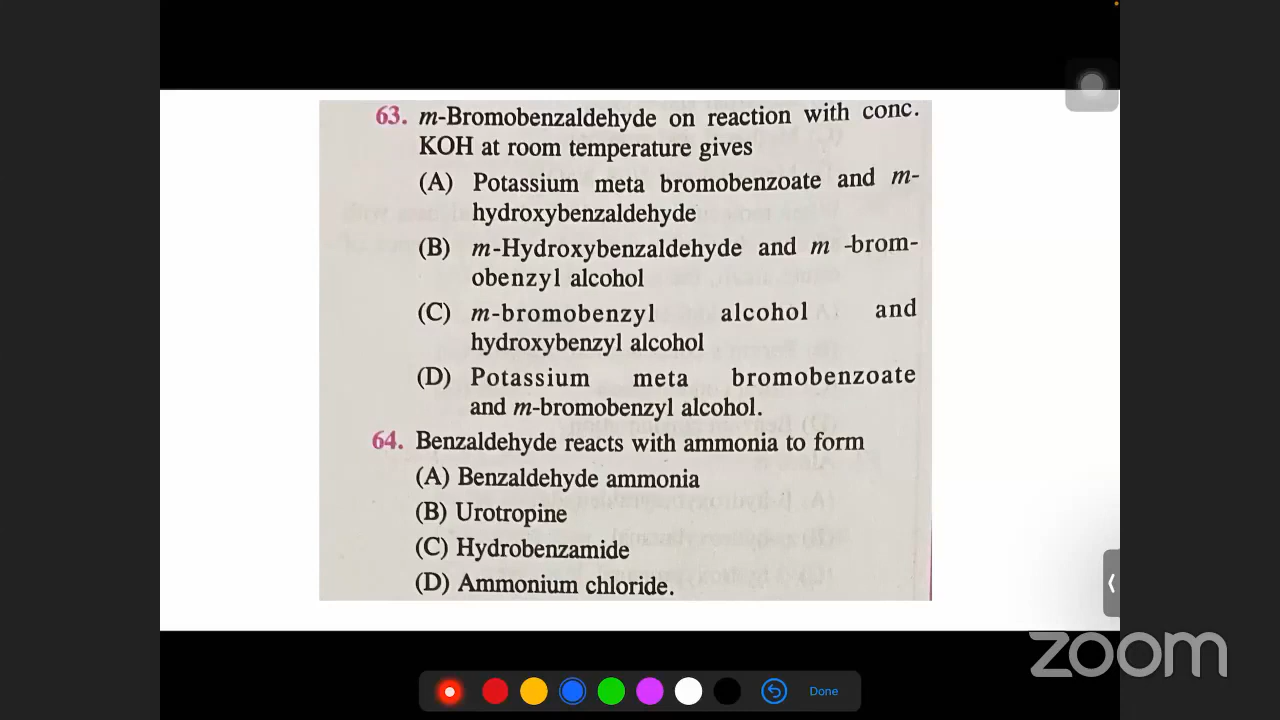 63. m-Bromobenzaldehyde on reaction with conc.
KOH at room temperature gives
(A) Potassium meta bromobenzoate and m-
hydroxybenzaldehyde
(B) m-Hydroxybenzaldehyde and m -brom-
obenzyl alcohol
(C) m-bromobenzyl alcohol and
hydroxybenzyl alcohol
(D) Potassium meta bromobenzoate
and m-bromobenzyl alcohol.
64. Benzaldehyde reacts with ammonia to form
(A) Benzaldehyde ammonia
(B) Urotropine
(C) Hydrobenzamide
(D) Ammonium chloride.
zoom
Done